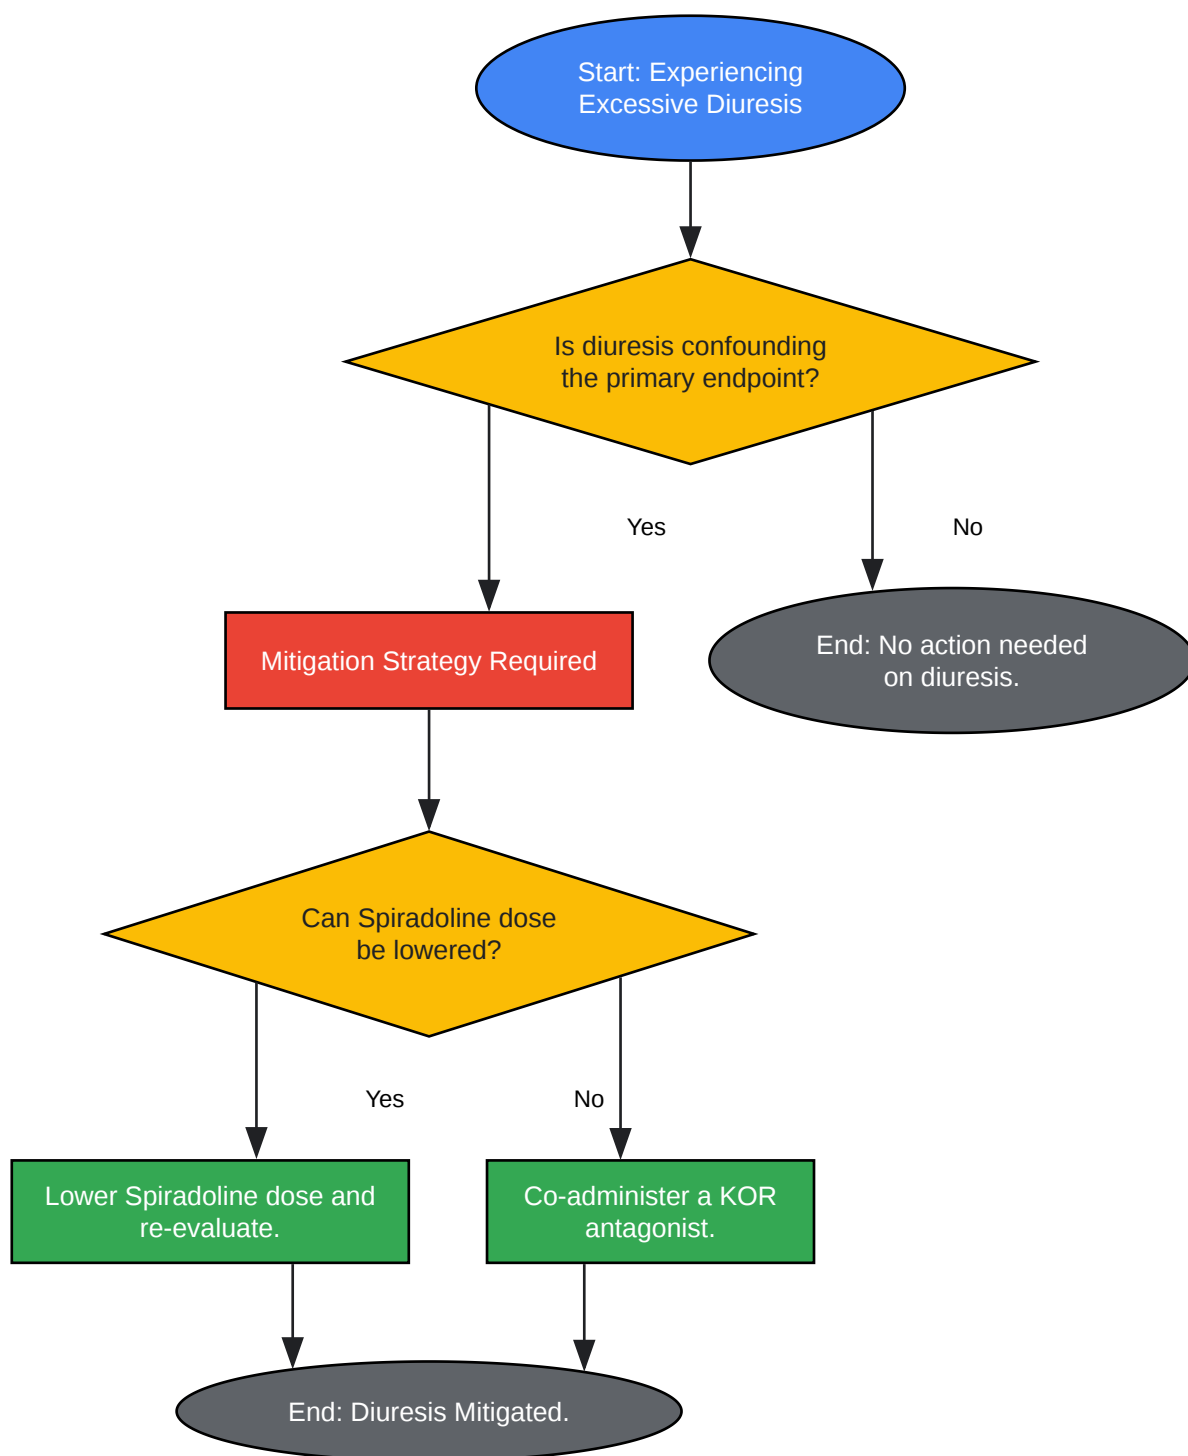 Start: Experiencing
Excessive Diuresis
Is diuresis confounding
the primary endpoint?
Yes
No
Mitigation Strategy Required
End: No action needed
on diuresis.
Can Spiradoline dose
be lowered?
Yes
No
Lower Spiradoline dose and
re-evaluate.
Co-administer a KOR
antagonist.
End: Diuresis Mitigated.